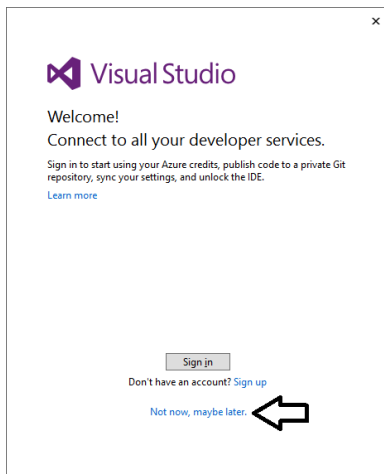 Visual Studio
Welcome!
Connect to all your developer services.
Sign in to start using your Azure credits, publish code to a private Git
repository, sync your settings, and unlock the IDE.
Learn more
Sign in
Don't have an account? Sign up
Not now, maybe later.